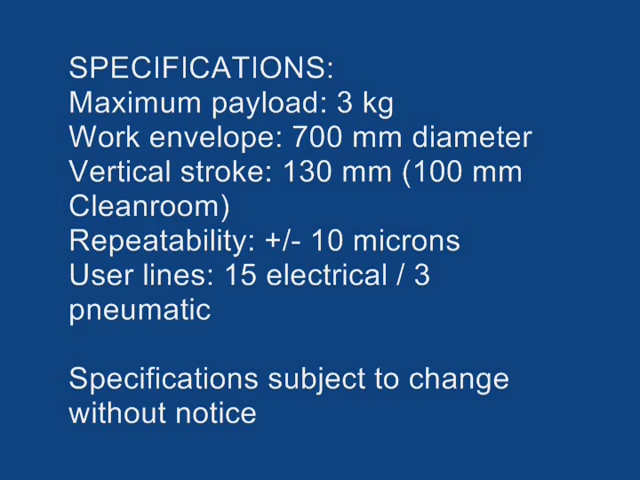 SPECIFICATIONS:
Maximum payload: 3 kg
Work envelope: 700 mm diameter
Vertical stroke: 130 mm (100 mm
Cleanroom)
Repeatability: +/- 10 microns
User lines: 15 electrical / 3
pneumatic
Specifications subject to change
without notice